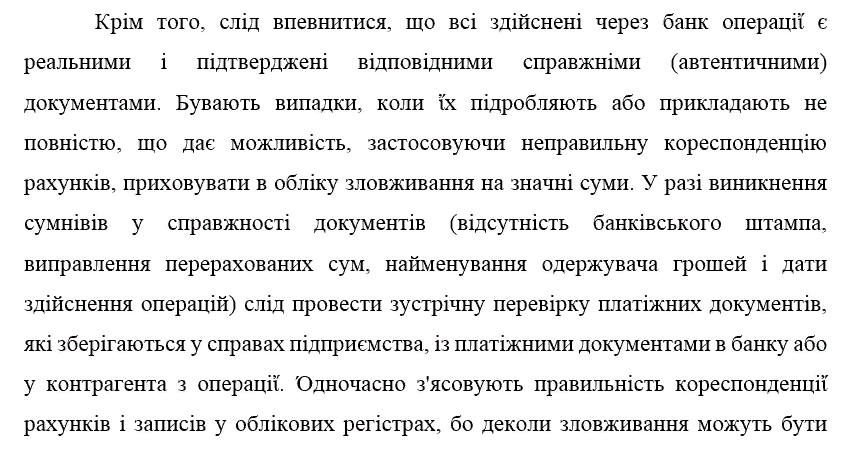 Крім того, слід впевнитися, що всі здійснені через банк операції є
реальними і підтверджені відповідними справжніми (автентичними)
документами. Бувають випадки, коли їх підробляють або прикладають не
повністю, що дає можливість, застосовуючи неправильну кореспонденцію
рахунків, приховувати в обліку зловживання на значні суми. У разі виникнення
сумнівів у справжності документів (відсутність банківського штампа,
виправлення перерахованих сум, найменування одержувача грошей і дати
здійснення операцій) слід провести зустрічну перевірку платіжних документів,
які зберігаються у справах підприємства, із платіжними документами в банку або
у контрагента з операції. Одночасно з'ясовують правильність кореспонденції
рахунків і записів у облікових регістрах, бо деколи зловживання можуть бути